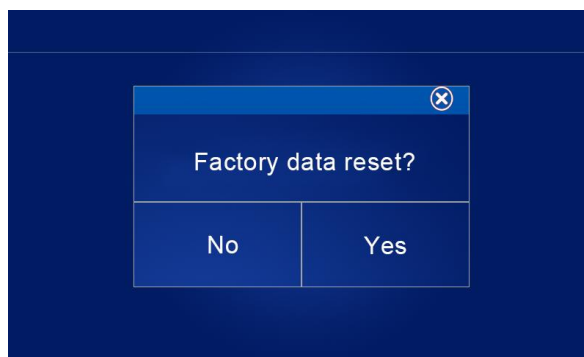 Factory data reset?
No
Yes